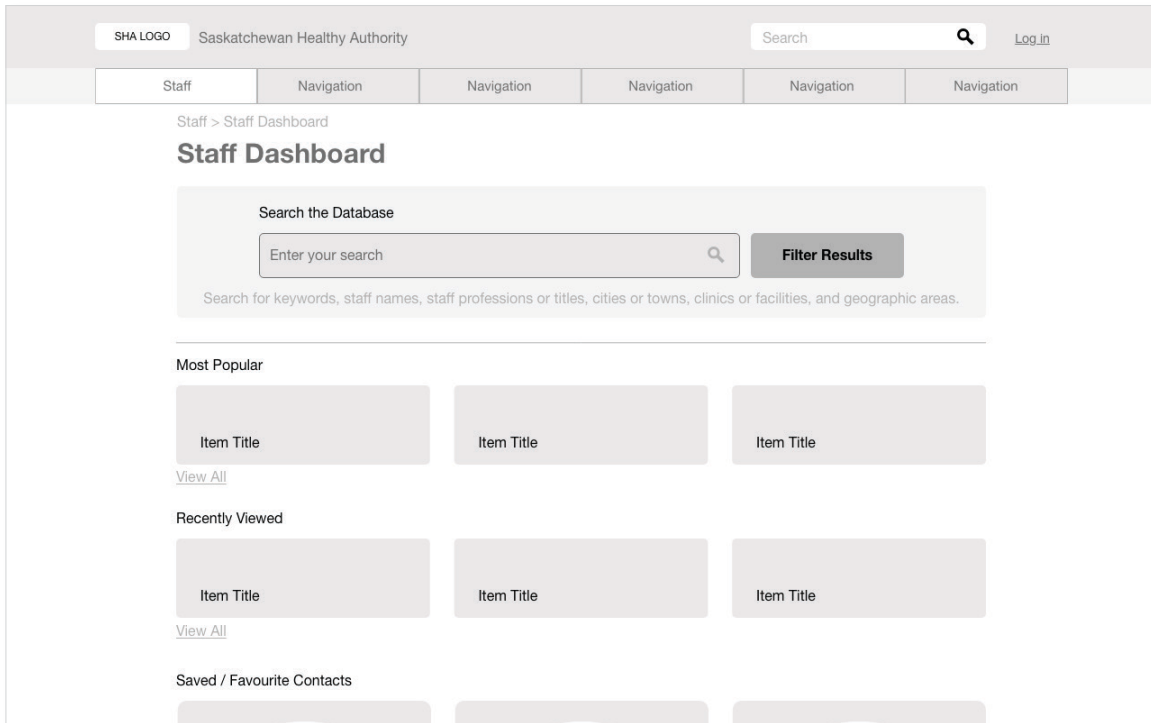 SHA LOGO
Saskatchewan Healthy Authority
Search
Log in
Staff
Navigation
Navigation
Navigation
Navigation
Navigation
Staff > Staff Dashboard
Staff Dashboard
Search the Database
Enter your search
Filter Results
Search for keywords, staff names, staff professions or titles, cities or towns, clinics or facilities, and geographic areas.
Most Popular
Item Title
Item Title
Item Title
View All
Recently Viewed
Item Title
Item Title
Item Title
View All
Saved / Favourite Contacts